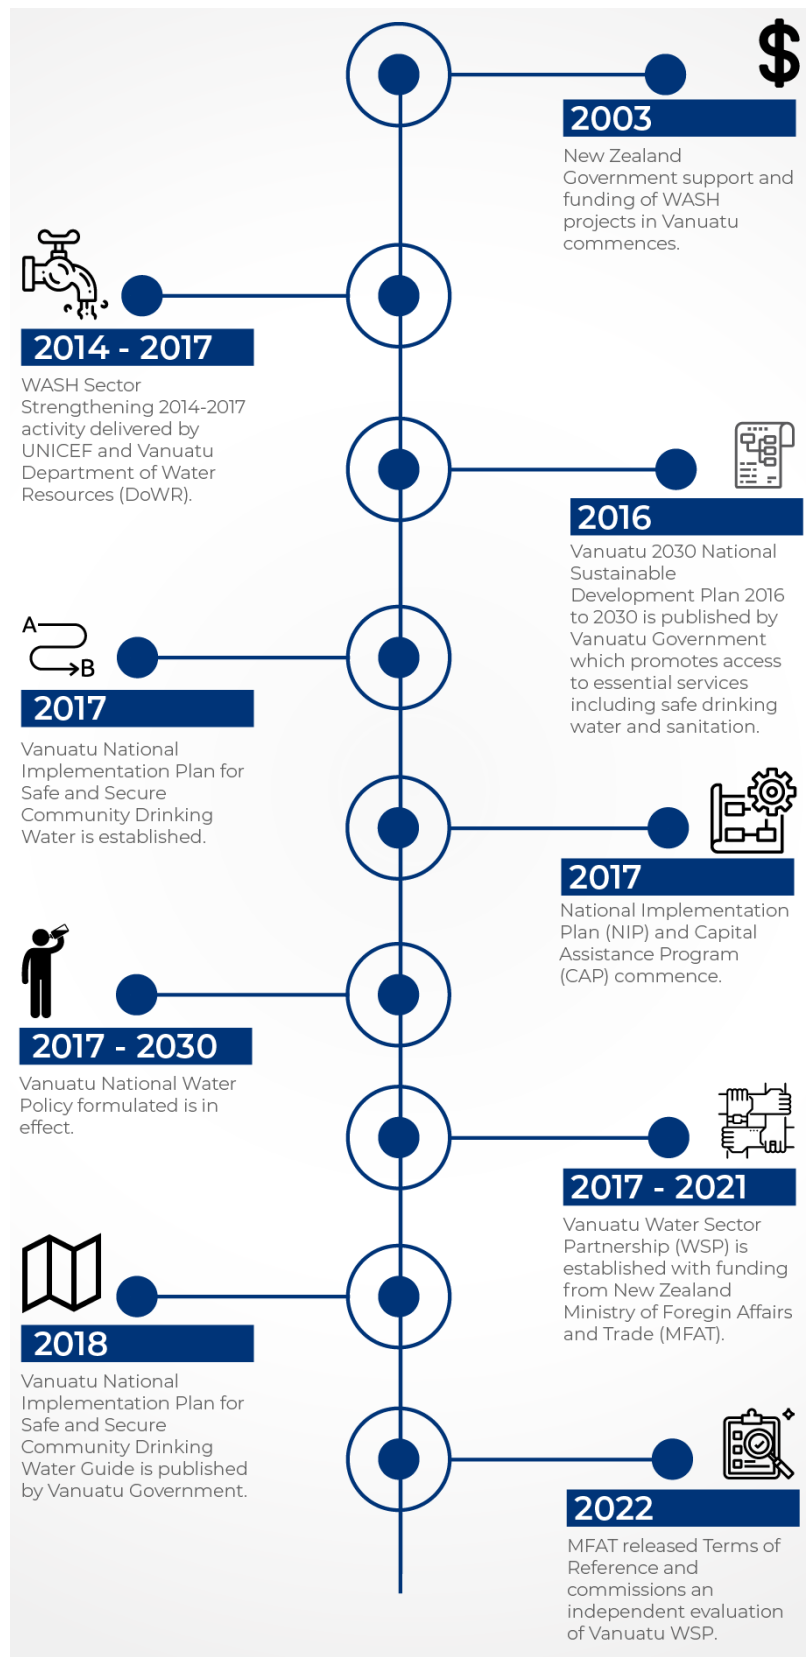 2003
New Zealand
Government support and
funding of WASH
projects in Vanuatu
commences.
2014 - 2017
WASH Sector
Strengthening 2014-2017
activity delivered by
UNICEF and Vanuatu
Department of Water
Resources (DoWR).
2016
Vanuatu 2030 National
Sustainable
Development Plan 2016
to 2030 is published by
Vanuatu Government
which promotes access
to essential services
including safe drinking
water and sanitation.
A
B
2017
Vanuatu National
Implementation Plan for
Safe and Secure
Community Drinking
Water is established.
2017
National Implementation
Plan (NIP) and Capital
Assistance Program
(CAP) commence.
2017 - 2030
Vanuatu National Water
Policy formulated is in
effect.
2017 - 2021
Vanuatu Water Sector
Partnership (WSP) is
established with funding
from New Zealand
Ministry of Foregin Affairs
and Trade (MFAT).
2018
Vanuatu National
Implementation Plan for
Safe and Secure
Community Drinking
Water Guide is published
by Vanuatu Government.
2022
MFAT released Terms of
Reference and
commissions an
independent evaluation
of Vanuatu WSP.